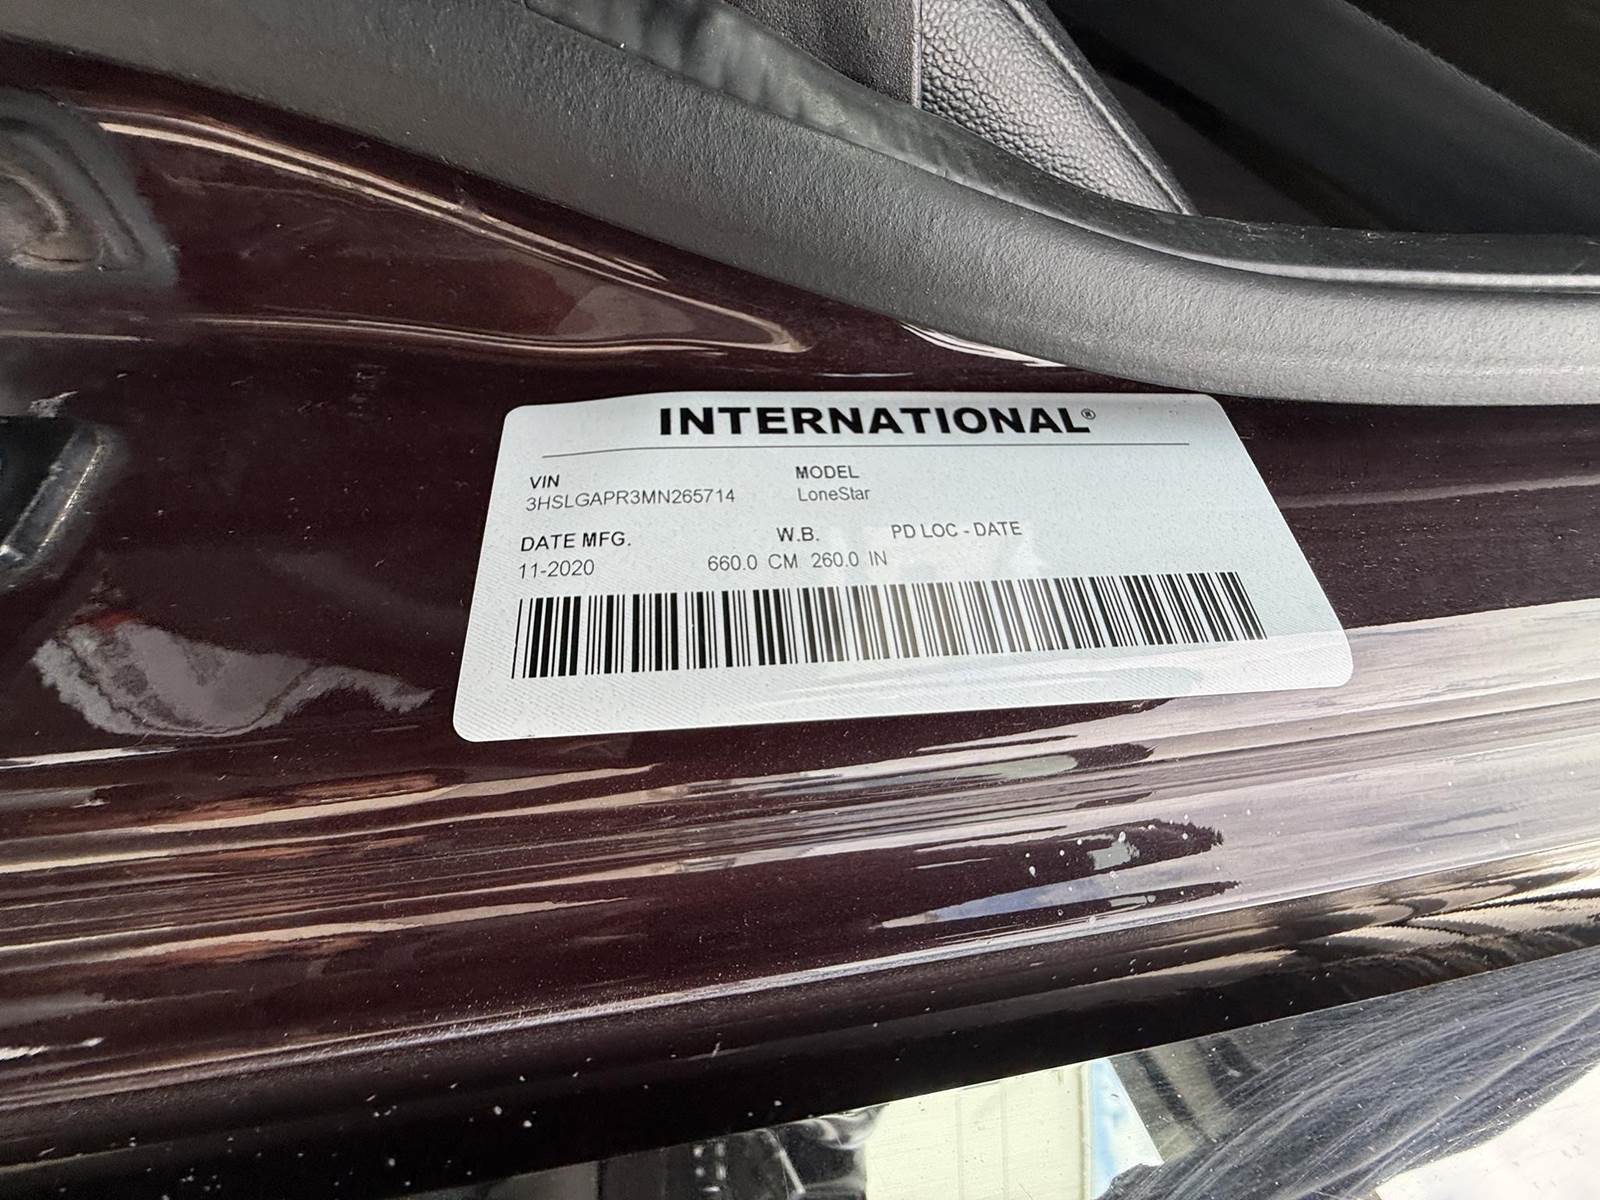 INTERNATIONAL®
VIN MODEL
3HSLGAPR3MN265714 LoneStar
DATE MFG. W.B. PD LOC - DATE
11-2020 660.0 CM 260.0 IN